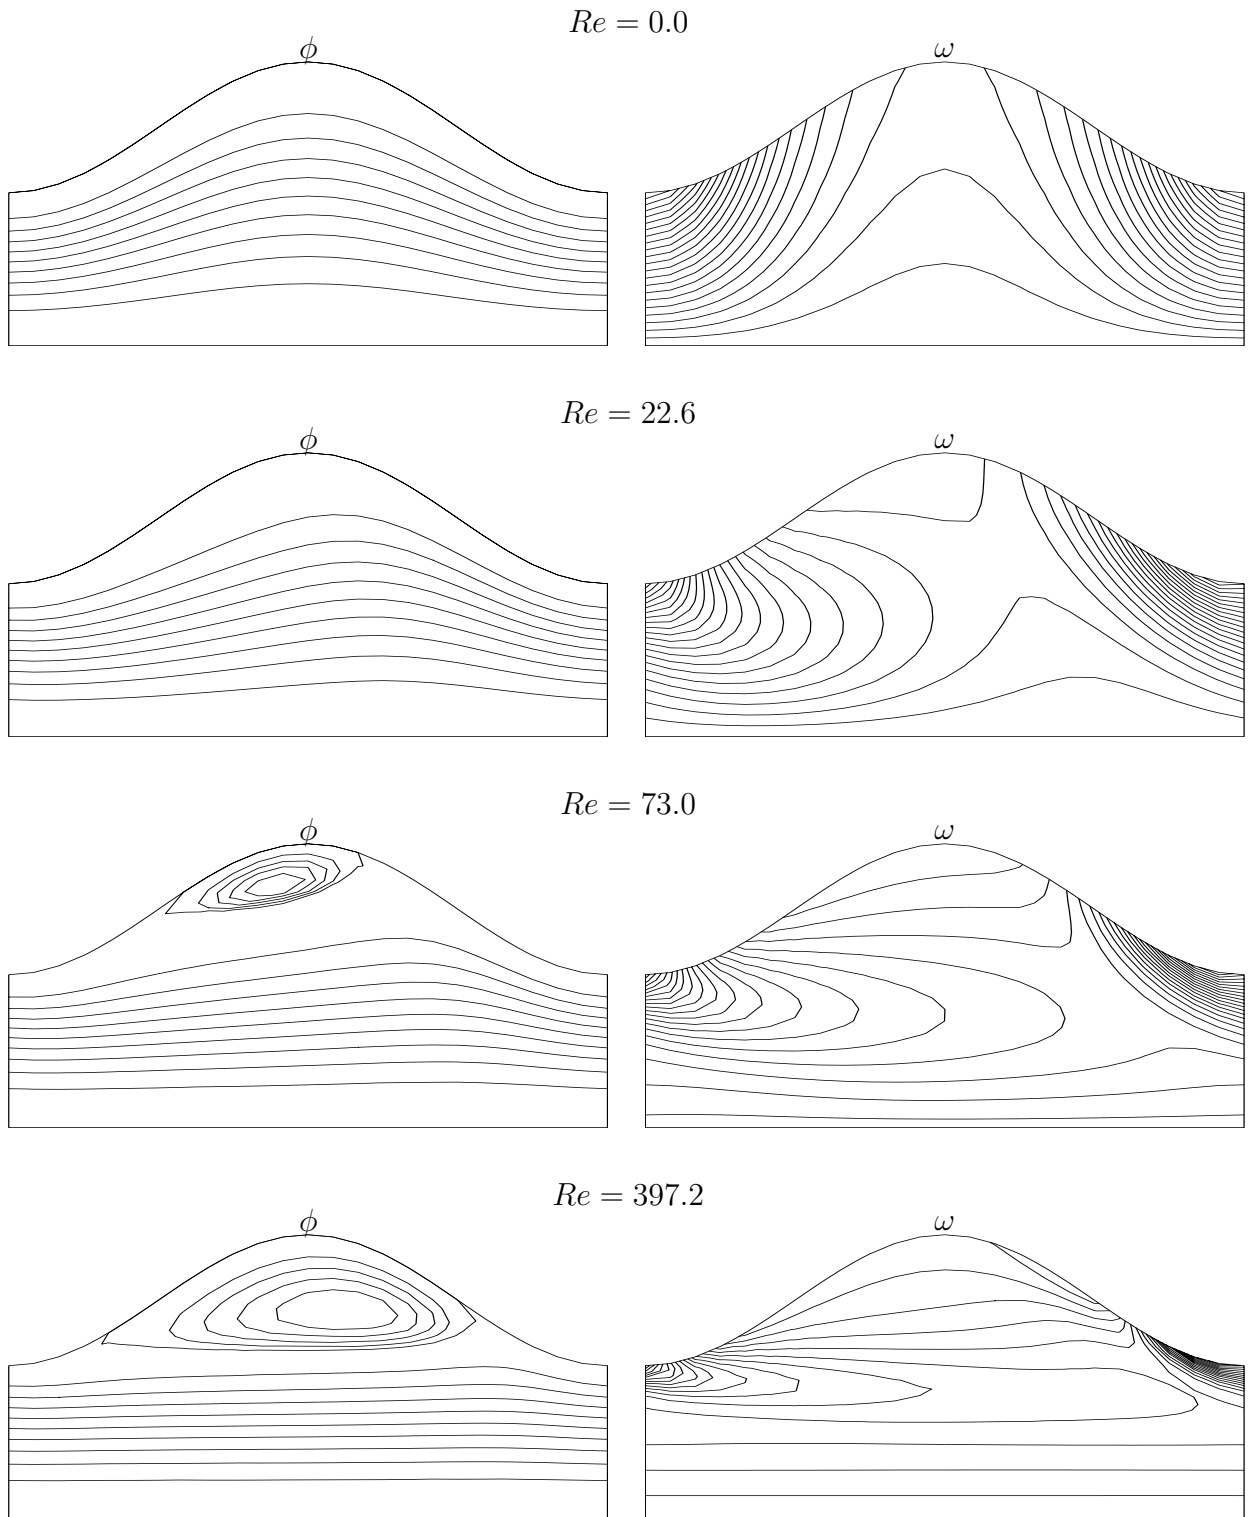 Re = 0.0
ϕ ω
Re = 22.6
ϕ ω
Re = 73.0
ϕ ω
Re = 397.2
ϕ ω